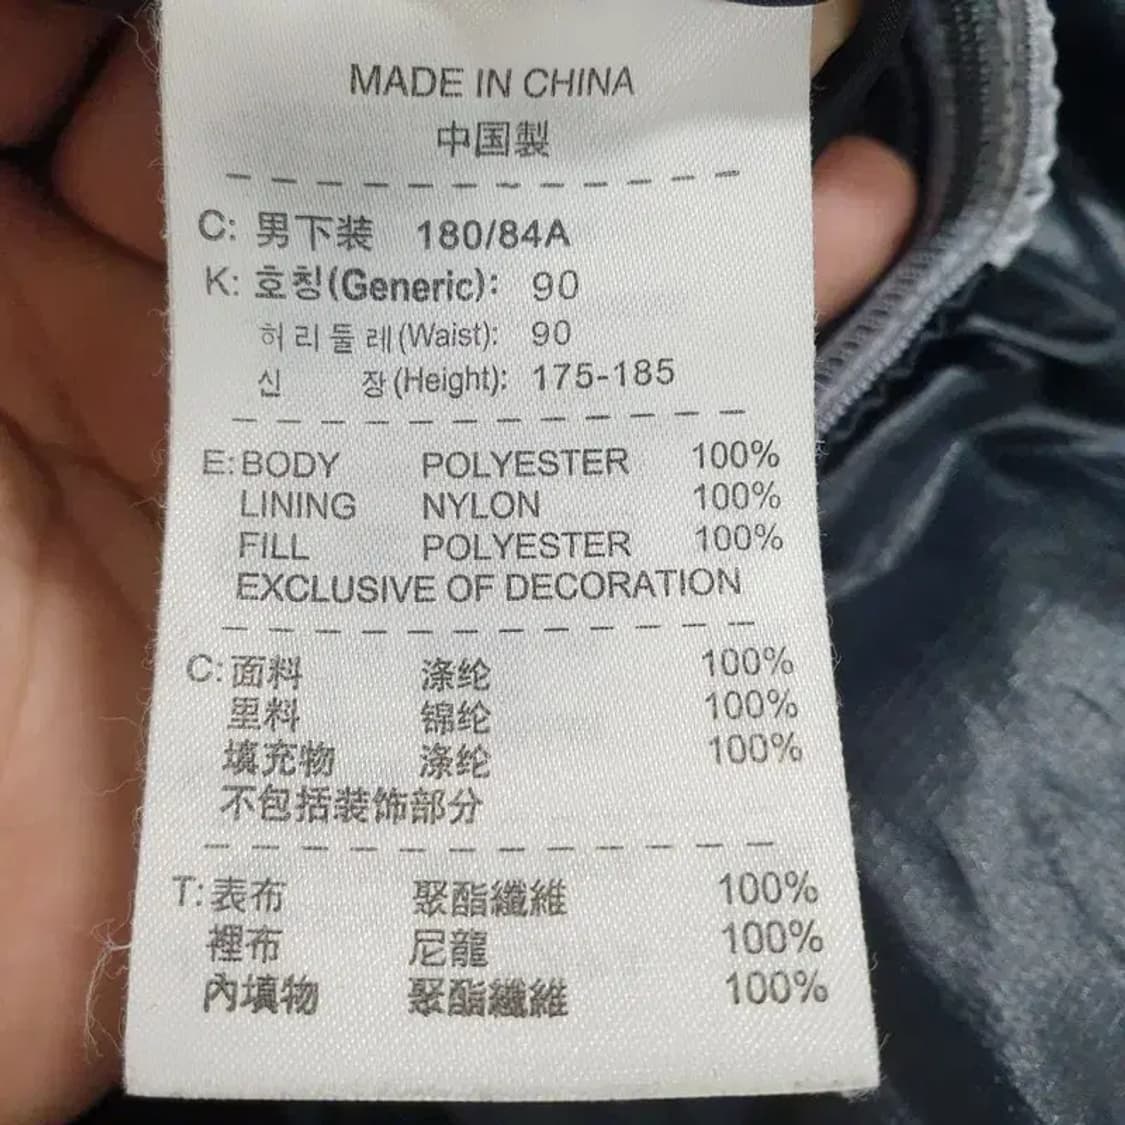 MADE IN CHINA
中国製
C: 男下装 180/84A
K: 호칭(Generic): 90
허리둘레(Waist): 90
신 장(Height): 175-185
E: BODY POLYESTER 100%
LINING NYLON 100%
FILL POLYESTER 100%
EXCLUSIVE OF DECORATION
C: 面料 涤纶 100%
里料 锦纶 100%
填充物 涤纶 100%
不包括装饰部分
T: 表布 聚酯纖維 100%
裡布 尼龍 100%
內填物 聚酯纖維 100%